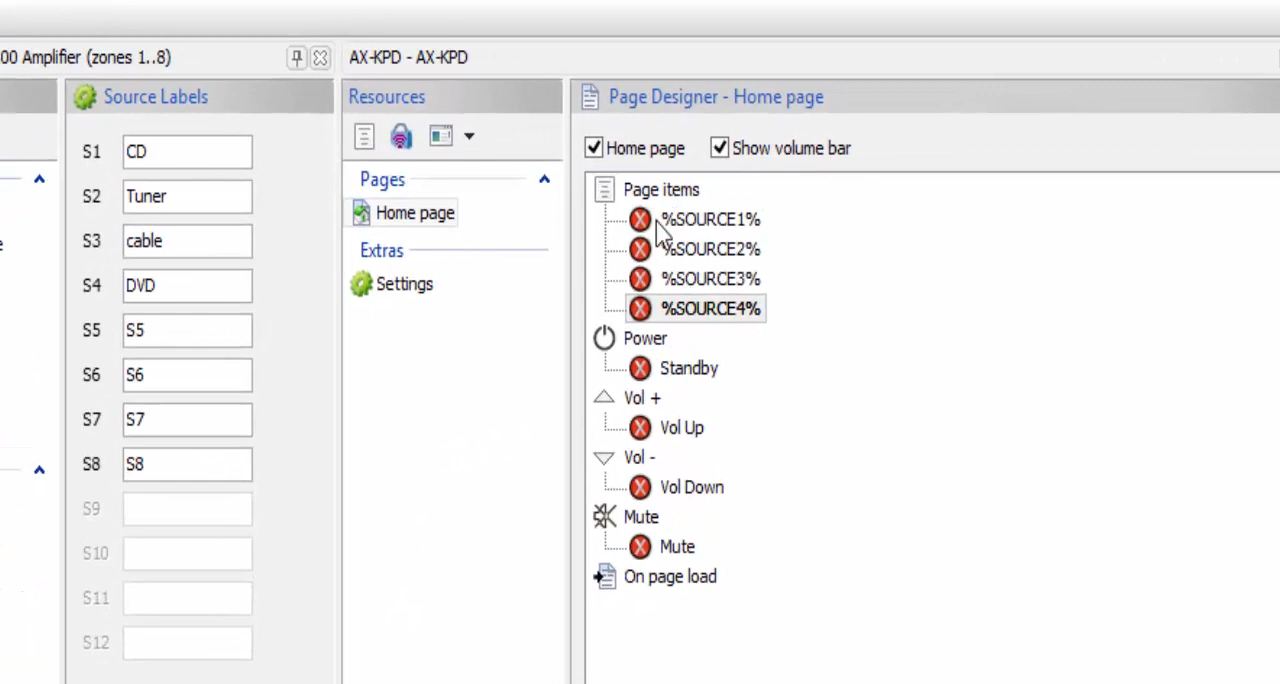 00 Amplifier (zones 1..8)
Source Labels
S1 CD
S2 Tuner
S3 cable
S4 DVD
S5 S5
S6 S6
S7 S7
S8 S8
S9
S10
S11
S12
AX-KPD - AX-KPD
Resources
Pages
Home page
Extras
Settings
Page Designer - Home page
Home page Show volume bar
Page items
%SOURCE1%
%SOURCE2%
%SOURCE3%
%SOURCE4%
Power
Standby
Vol +
Vol Up
Vol -
Vol Down
Mute
Mute
On page load